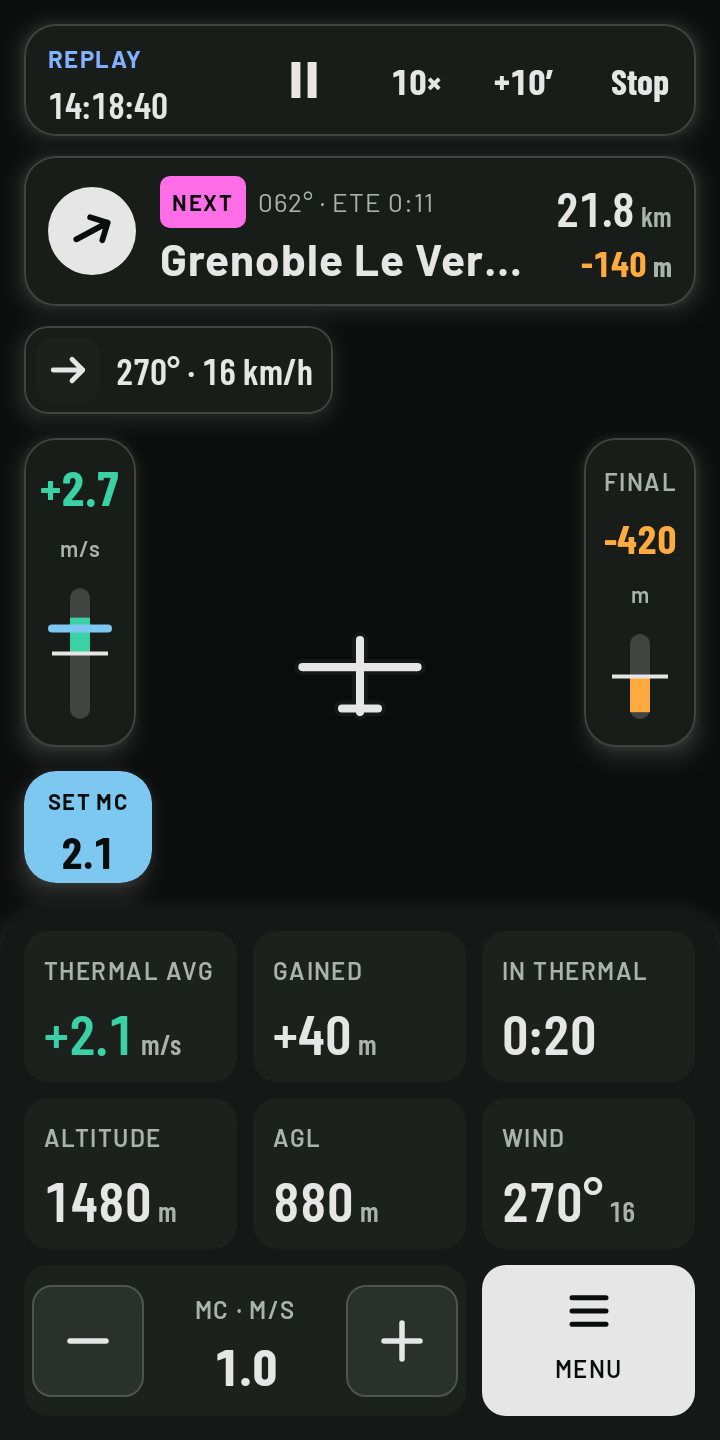 REPLAY
14:18:40
10×
+10′
Stop
NEXT
062° · ETE 0:11
Grenoble Le Ver…
21.8 km
-140 m
270° · 16 km/h
+2.7
m/s
FINAL
-420
m
SET MC
2.1
THERMAL AVG
+2.1 m/s
GAINED
+40 m
IN THERMAL
0:20
ALTITUDE
1480 m
AGL
880 m
WIND
270° 16
MC · M/S
1.0
MENU